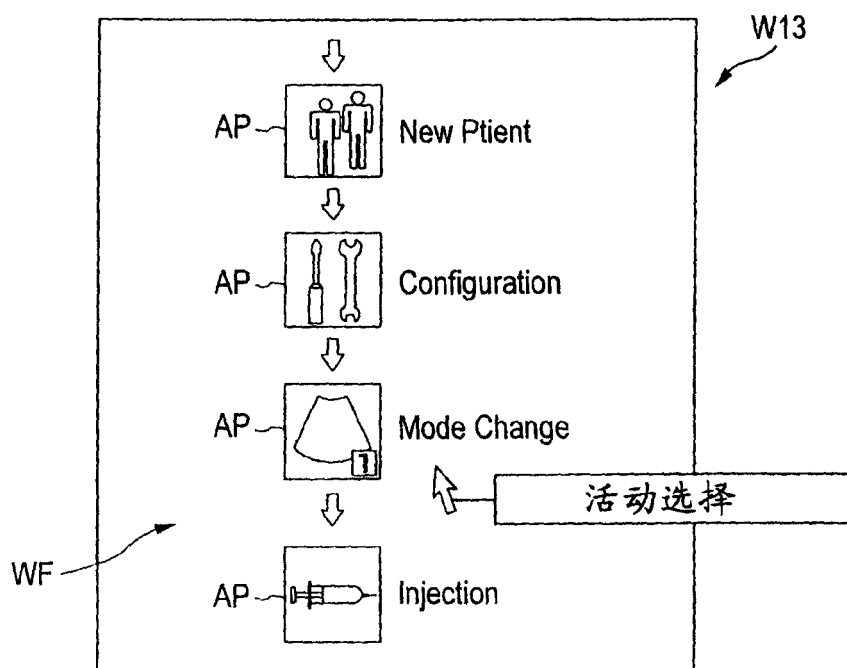 W13
AP New Ptient
AP Configuration
AP Mode Change
1
活动选择
WF
AP Injection